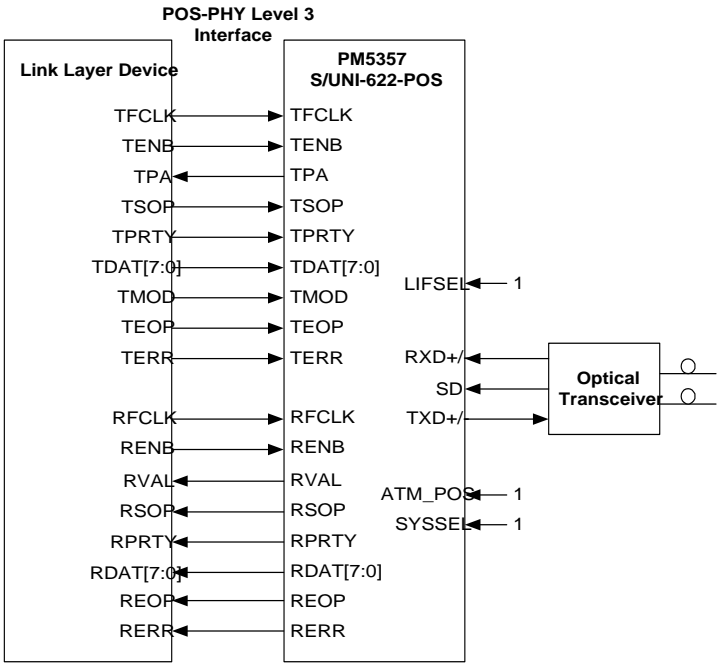 POS-PHY Level 3
Interface
Link Layer Device
PM5357
S/UNI-622-POS
TFCLK TFCLK
TENB TENB
TPA TPA
TSOP TSOP
TPRTY TPRTY
TDAT[7:0] TDAT[7:0]
TMOD TMOD
TEOP TEOP
TERR TERR
RFCLK RFCLK
RENB RENB
RVAL RVAL
RSOP RSOP
RPRTY RPRTY
RDAT[7:0] RDAT[7:0]
REOP REOP
RERR RERR
LIFSEL 1
RXD+/-
SD
TXD+/-
ATM_POS 1
SYSSEL 1
Optical
Transceiver